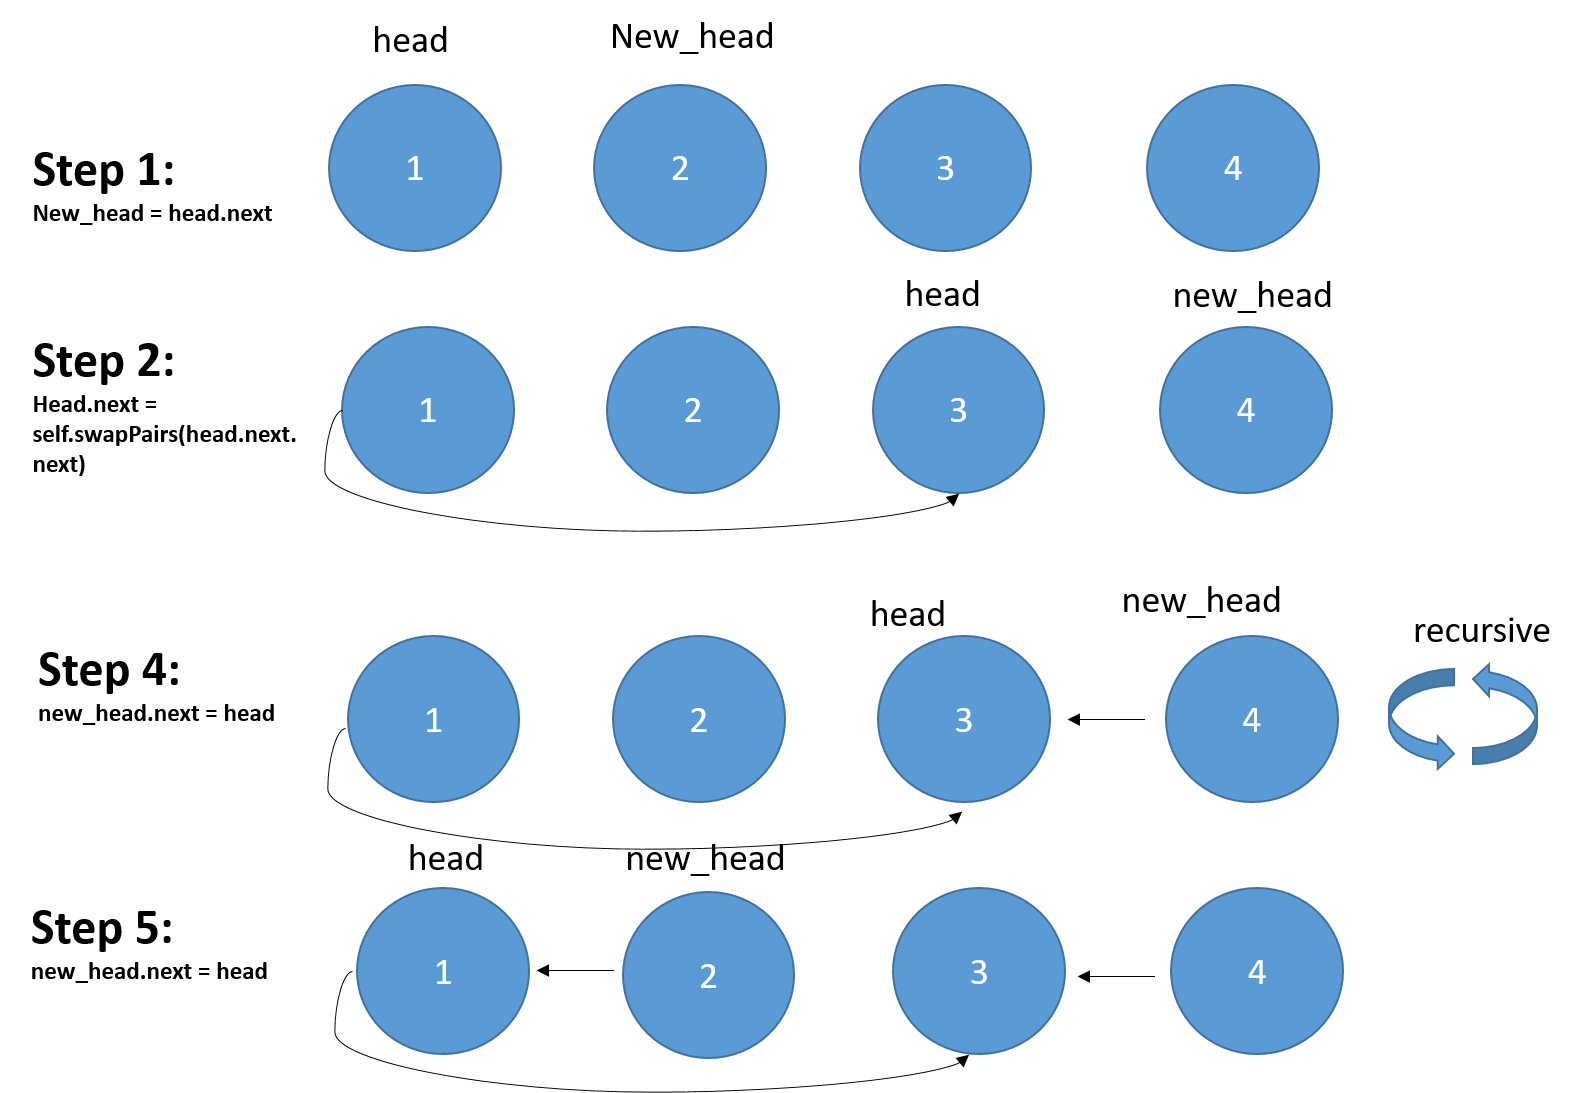 head
New_head
Step 1:
New_head = head.next
1
2
3
4
head
new_head
Step 2:
Head.next =
self.swapPairs(head.next.
next)
1
2
3
4
head
new_head
recursive
Step 4:
new_head.next = head
1
2
3
4
head
new_head
Step 5:
new_head.next = head
1
2
3
4